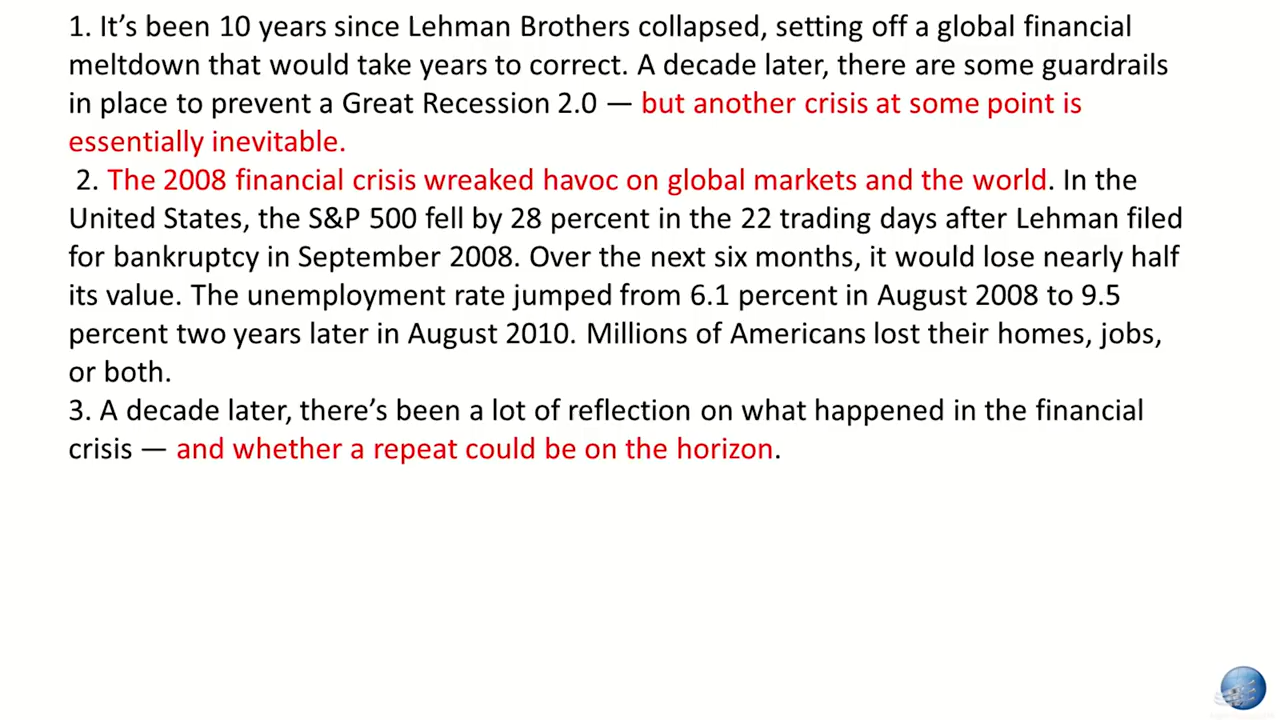 1. It’s been 10 years since Lehman Brothers collapsed, setting off a global financial
meltdown that would take years to correct. A decade later, there are some guardrails
in place to prevent a Great Recession 2.0 — but another crisis at some point is
essentially inevitable.
2. The 2008 financial crisis wreaked havoc on global markets and the world. In the
United States, the S&P 500 fell by 28 percent in the 22 trading days after Lehman filed
for bankruptcy in September 2008. Over the next six months, it would lose nearly half
its value. The unemployment rate jumped from 6.1 percent in August 2008 to 9.5
percent two years later in August 2010. Millions of Americans lost their homes, jobs,
or both.
3. A decade later, there’s been a lot of reflection on what happened in the financial
crisis — and whether a repeat could be on the horizon.